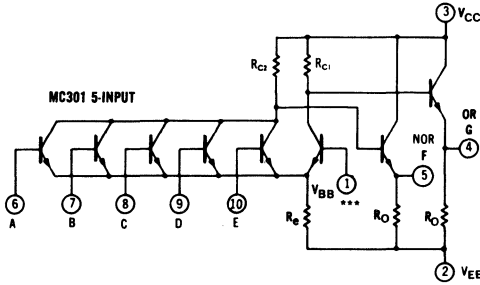 3 VCC
RC2 RC1
MC301 5-INPUT
OR
G
4
NOR
F
5
6 7 8 9 10 VBB 1
A B C D E ***
Re RO RO
2 VEE